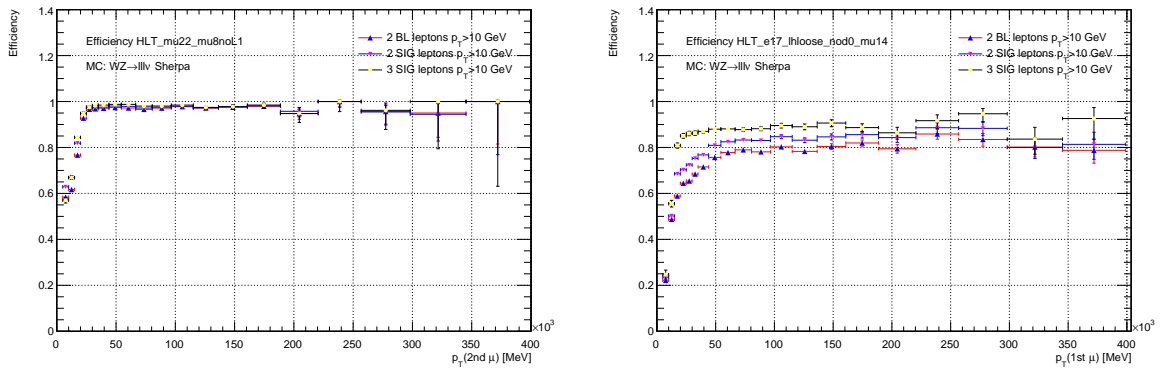 Efficiency
1.4
1.2
1
0.8
0.6
0.4
0.2
0
Efficiency HLT_mu22_mu8noL1
MC: WZ→lllν Sherpa
2 BL leptons p_T>10 GeV
2 SIG leptons p_T>10 GeV
3 SIG leptons p_T>10 GeV
0 50 100 150 200 250 300 350 400
×10³
p_T(2nd μ) [MeV]
Efficiency
1.4
1.2
1
0.8
0.6
0.4
0.2
0
Efficiency HLT_e17_lhloose_nod0_mu14
MC: WZ→lllν Sherpa
2 BL leptons p_T>10 GeV
2 SIG leptons p_T>10 GeV
3 SIG leptons p_T>10 GeV
0 50 100 150 200 250 300 350 400
×10³
p_T(1st μ) [MeV]